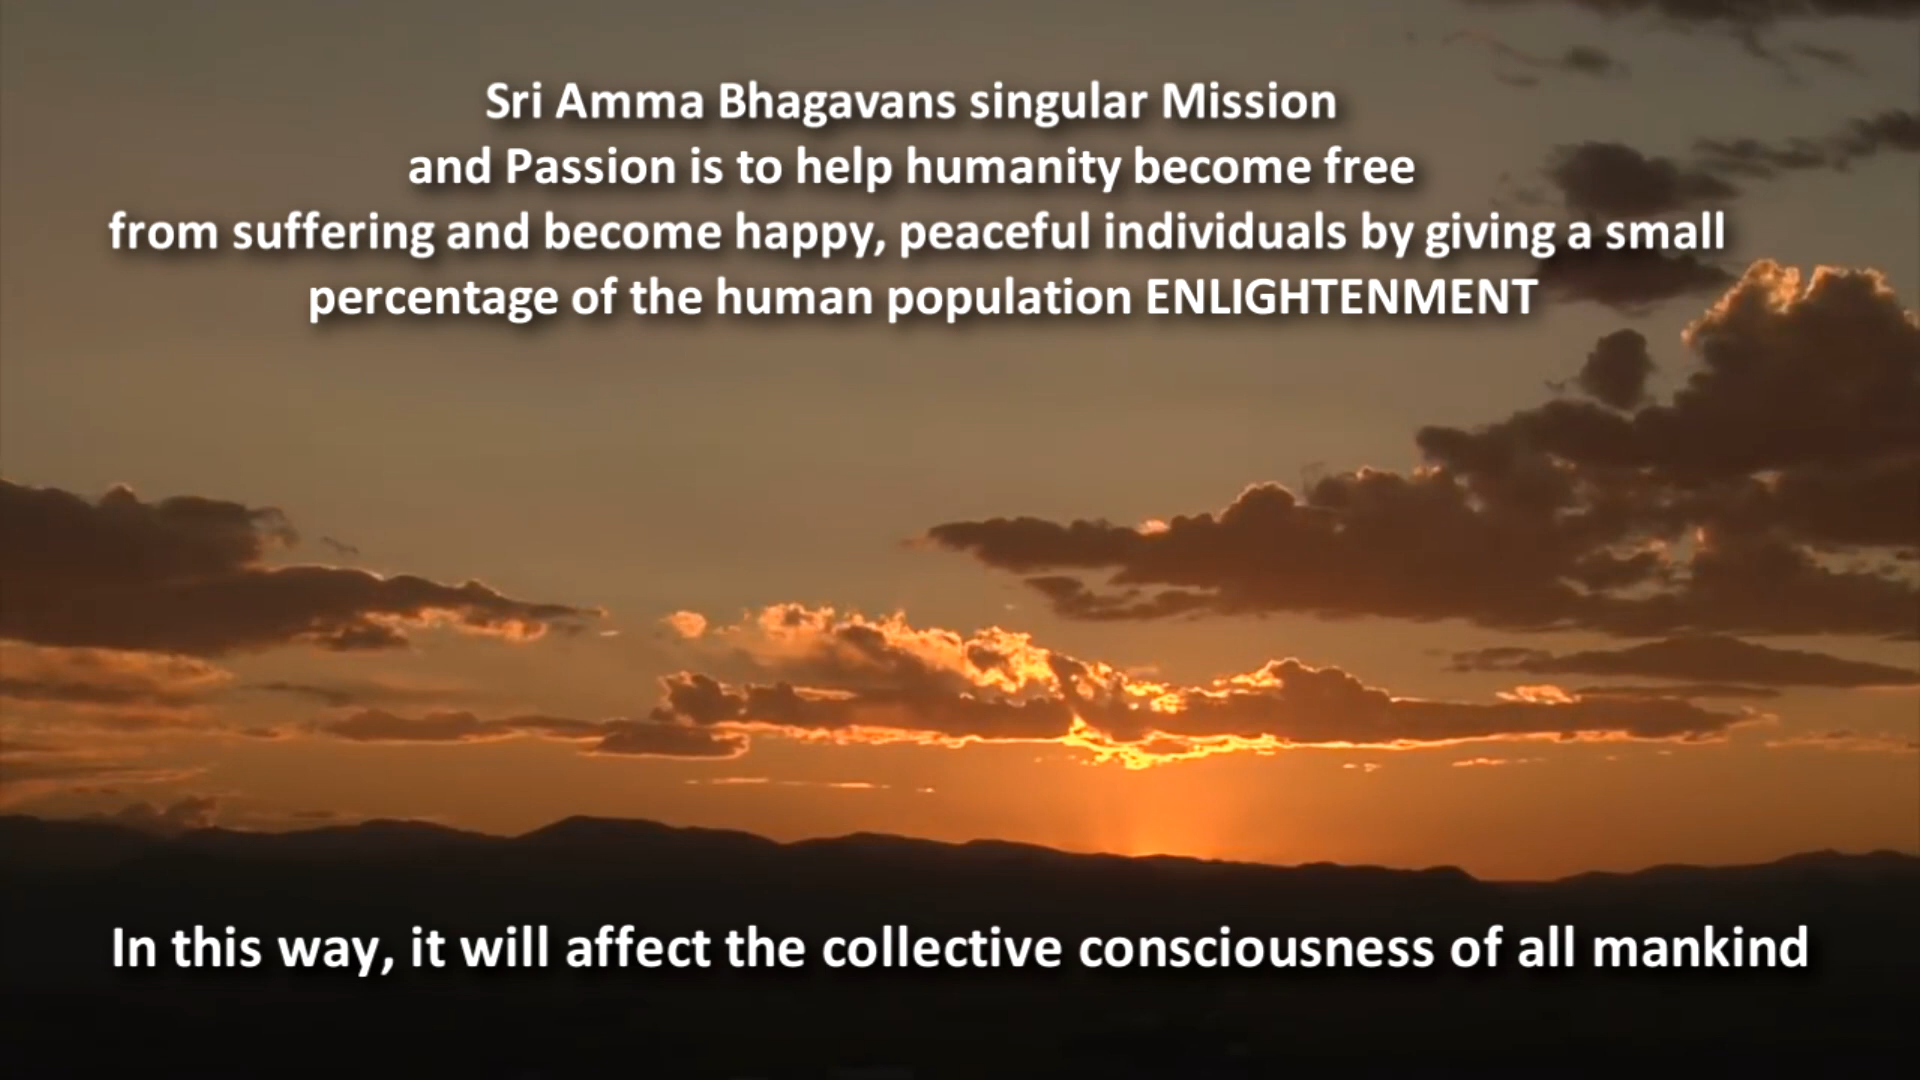 Sri Amma Bhagavans singular Mission
and Passion is to help humanity become free
from suffering and become happy, peaceful individuals by giving a small
percentage of the human population ENLIGHTENMENT
In this way, it will affect the collective consciousness of all mankind